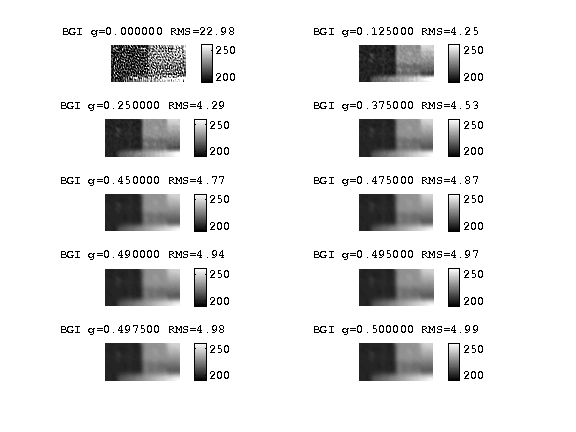 BGI g=0.000000 RMS=22.98
250
200
BGI g=0.125000 RMS=4.25
250
200
BGI g=0.250000 RMS=4.29
250
200
BGI g=0.375000 RMS=4.53
250
200
BGI g=0.450000 RMS=4.77
250
200
BGI g=0.475000 RMS=4.87
250
200
BGI g=0.490000 RMS=4.94
250
200
BGI g=0.495000 RMS=4.97
250
200
BGI g=0.497500 RMS=4.98
250
200
BGI g=0.500000 RMS=4.99
250
200